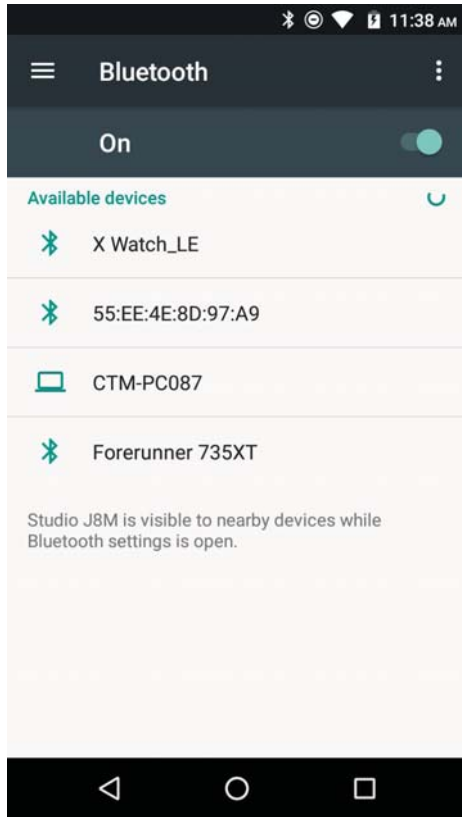 11:38 AM
Bluetooth
On
Available devices
X Watch_LE
55:EE:4E:8D:97:A9
CTM-PC087
Forerunner 735XT
Studio J8M is visible to nearby devices while
Bluetooth settings is open.